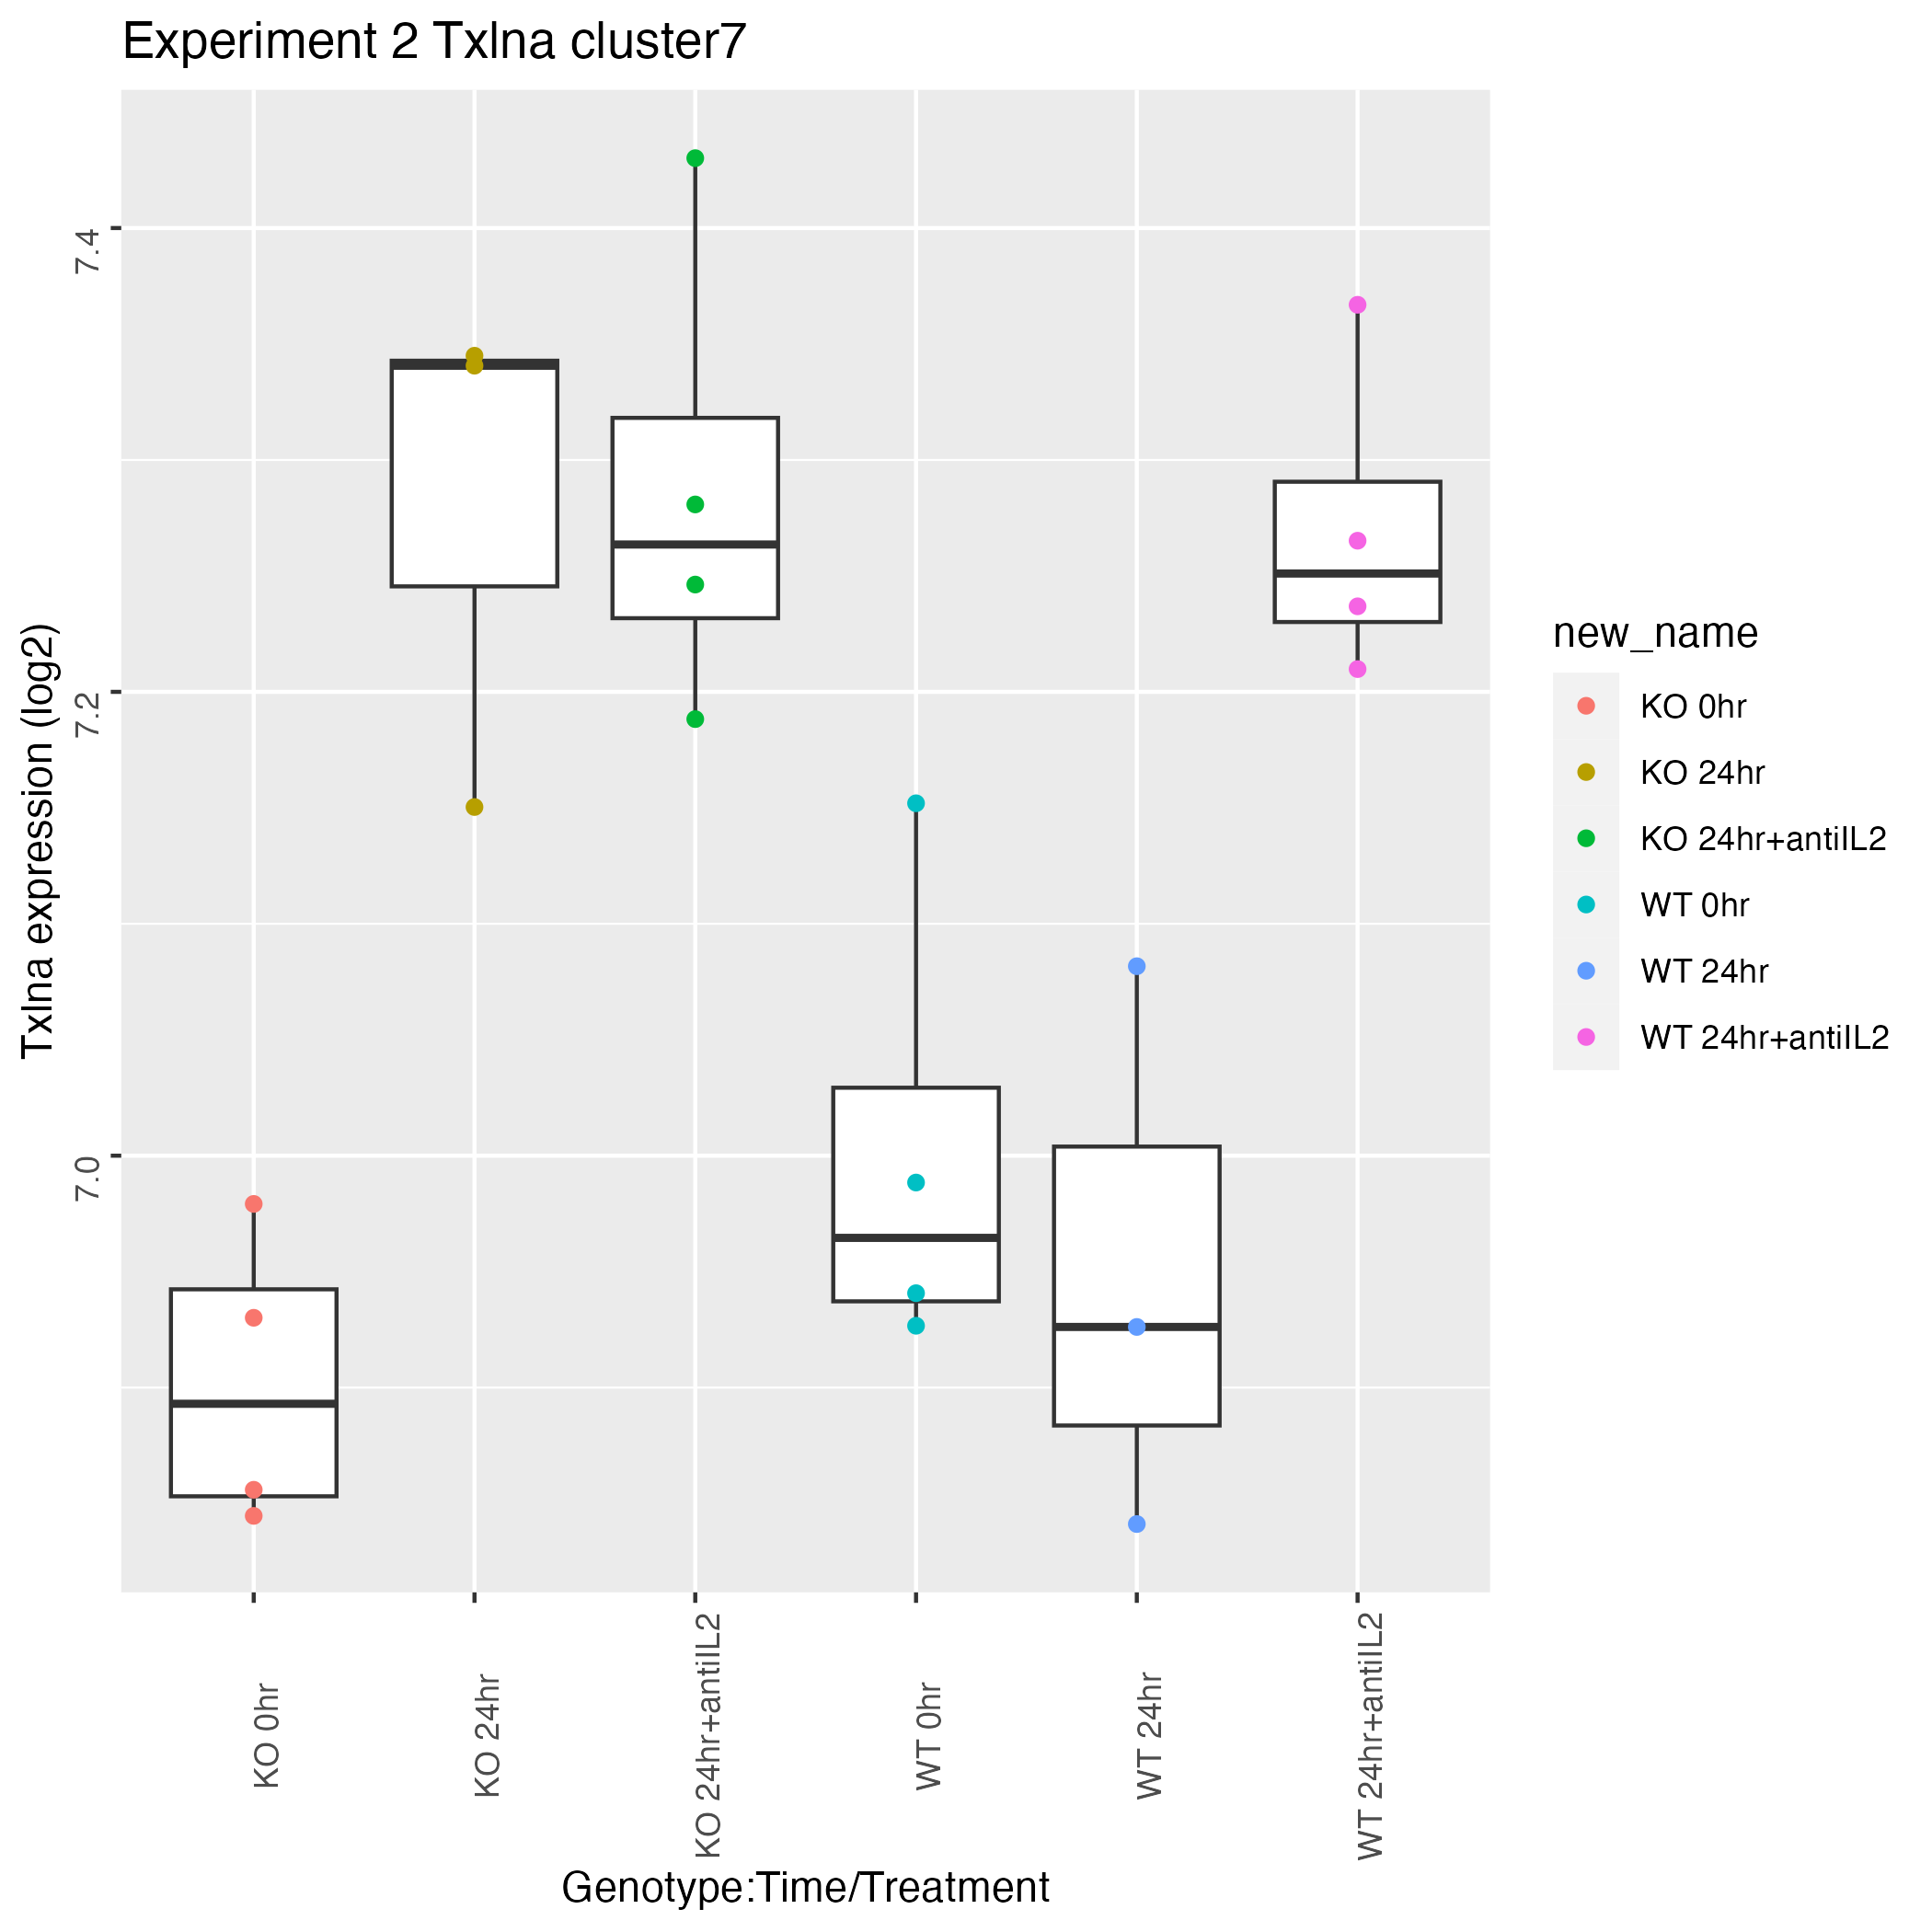 Experiment 2 Txlna cluster7
Txlna expression (log2)
7.4
7.2
7.0
KO 0hr
KO 24hr
KO 24hr+antiIL2
WT 0hr
WT 24hr
WT 24hr+antiIL2
Genotype:Time/Treatment
new_name
KO 0hr
KO 24hr
KO 24hr+antiIL2
WT 0hr
WT 24hr
WT 24hr+antiIL2